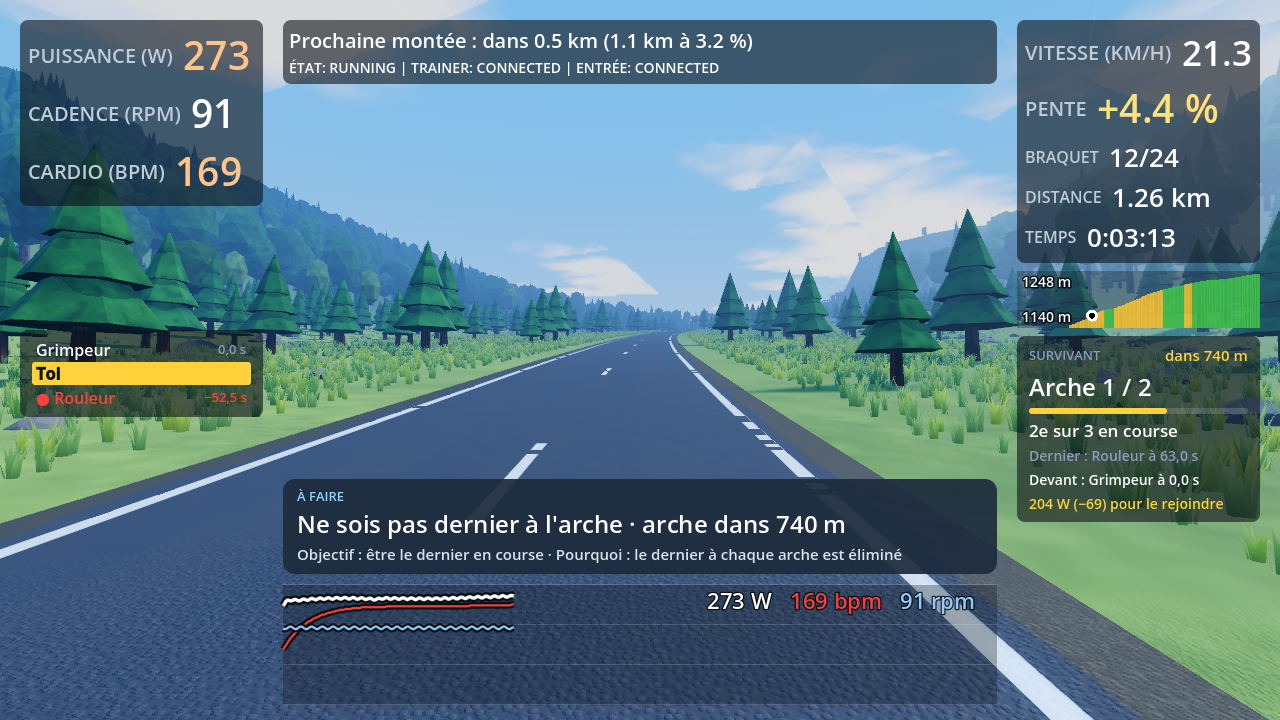 PUISSANCE (W) 273
CADENCE (RPM) 91
CARDIO (BPM) 169
Prochaine montée : dans 0.5 km (1.1 km à 3.2 %)
ÉTAT: RUNNING | TRAINER: CONNECTED | ENTRÉE: CONNECTED
VITESSE (KM/H) 21.3
PENTE +4.4 %
BRAQUET 12/24
DISTANCE 1.26 km
TEMPS 0:03:13
1248 m
1140 m
Grimpeur 0,0 s
Toi
Rouleur −52,5 s
SURVIVANT dans 740 m
Arche 1 / 2
2e sur 3 en course
Dernier : Rouleur à 63,0 s
Devant : Grimpeur à 0,0 s
204 W (−69) pour le rejoindre
À FAIRE
Ne sois pas dernier à l'arche · arche dans 740 m
Objectif : être le dernier en course · Pourquoi : le dernier à chaque arche est éliminé
273 W 169 bpm 91 rpm